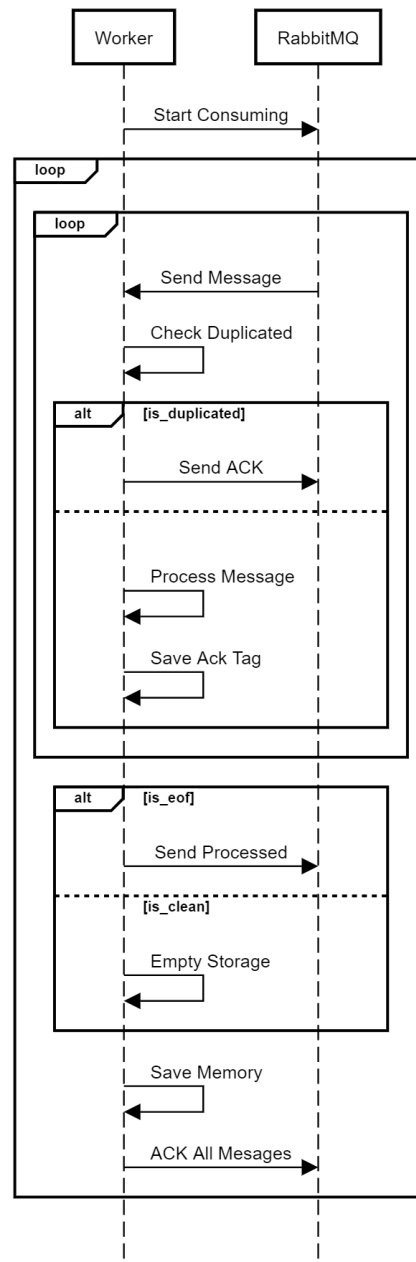 Worker
RabbitMQ
Start Consuming
loop
loop
Send Message
Check Duplicated
alt
[is_duplicated]
Send ACK
Process Message
Save Ack Tag
alt
[is_eof]
Send Processed
[is_clean]
Empty Storage
Save Memory
ACK All Mesages